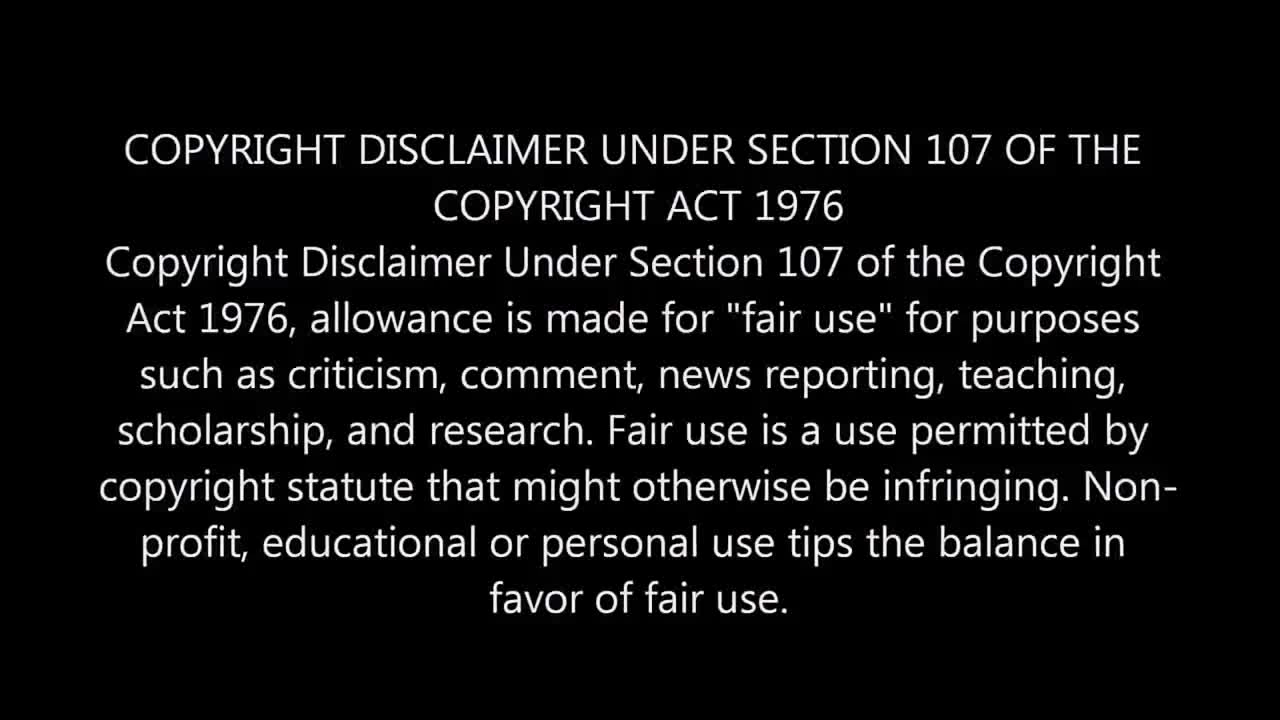 COPYRIGHT DISCLAIMER UNDER SECTION 107 OF THE
COPYRIGHT ACT 1976
Copyright Disclaimer Under Section 107 of the Copyright
Act 1976, allowance is made for "fair use" for purposes
such as criticism, comment, news reporting, teaching,
scholarship, and research. Fair use is a use permitted by
copyright statute that might otherwise be infringing. Non-
profit, educational or personal use tips the balance in
favor of fair use.